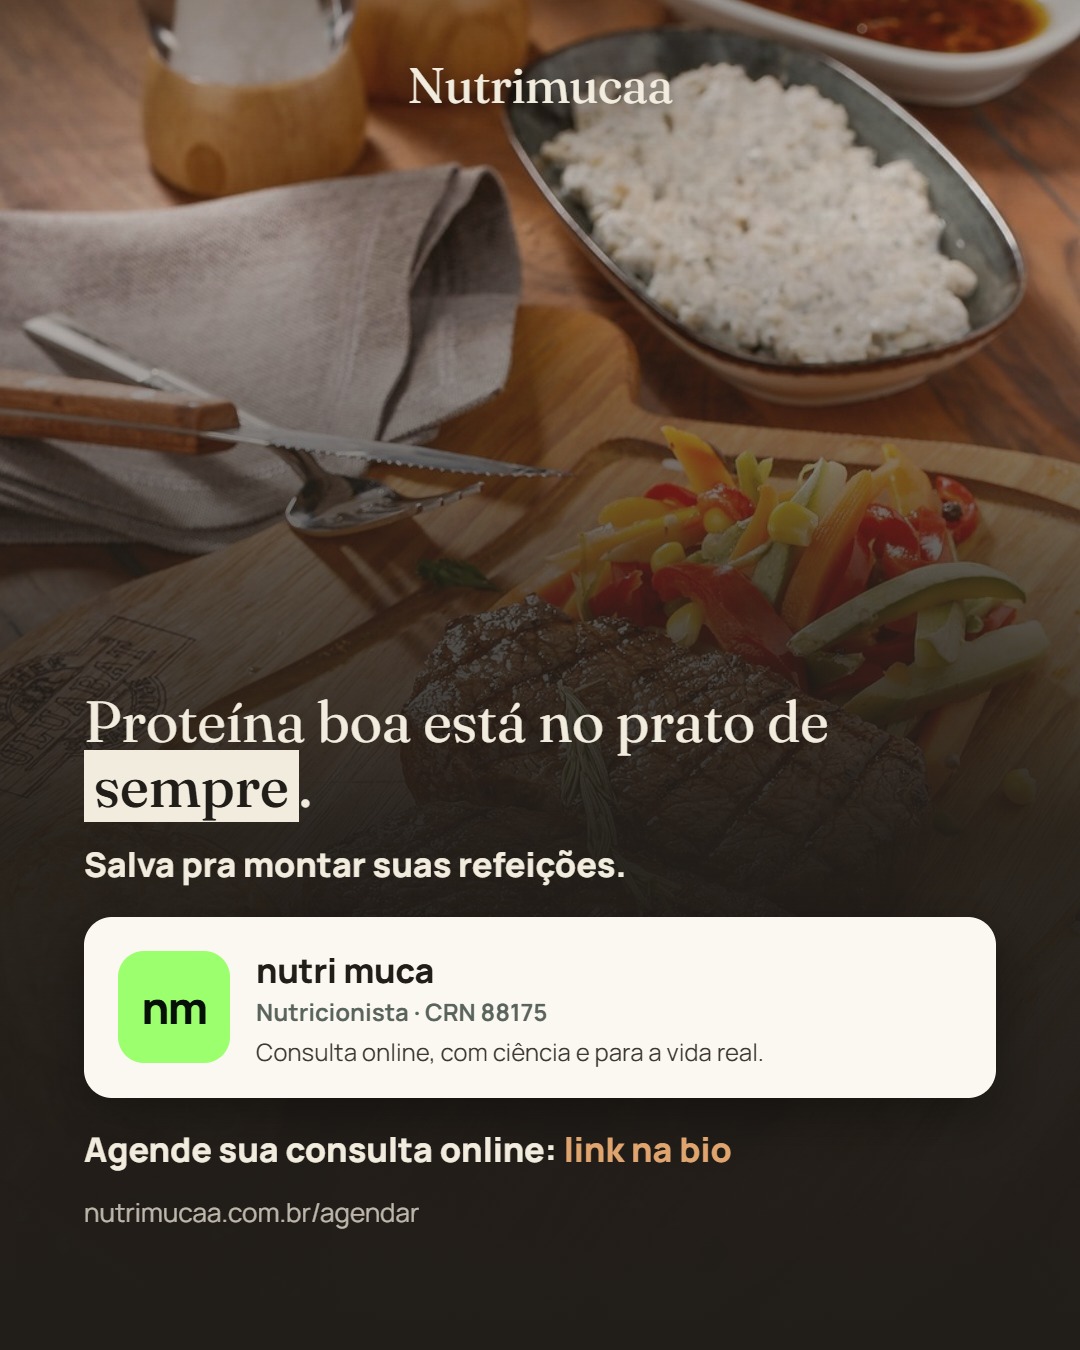 Nutrimucaa
Proteína boa está no prato de
sempre.
Salva pra montar suas refeições.
nm
nutri muca
Nutricionista · CRN 88175
Consulta online, com ciência e para a vida real.
Agende sua consulta online: link na bio
nutrimucaa.com.br/agendar